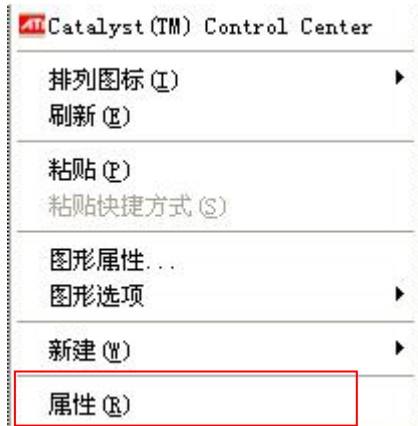 ATI Catalyst(TM) Control Center
排列图标(I)
刷新(E)
粘贴(P)
粘贴快捷方式(S)
图形属性...
图形选项
新建(W)
属性(R)